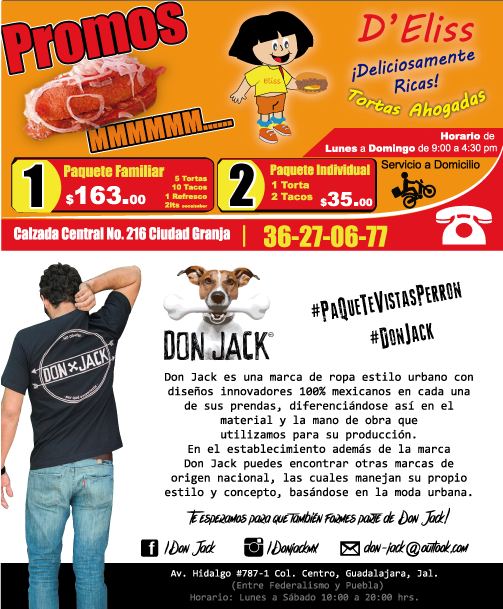 Promos
MMMMMM......
Eliss
D'Eliss
¡Deliciosamente
Ricas!
Tortas Ahogadas
Horario de
Lunes a Domingo de 9:00 a 4:30 pm
1
Paquete Familiar
$163.00
5 Tortas
10 Tacos
1 Refresco
2lts
2
Paquete Individual
1 Torta
2 Tacos
$35.00
Servicio a Domicilio
Calzada Central No. 216 Ciudad Granja | 36-27-06-77
DON JACK
DON JACK©
#PaQueTeVistasPerron
#DonJack
Don Jack es una marca de ropa estilo urbano con
diseños innovadores 100% mexicanos en cada una
de sus prendas, diferenciándose así en el
material y la mano de obra que
utilizamos para su producción.
En el establecimiento además de la marca
Don Jack puedes encontrar otras marcas de
origen nacional, las cuales manejan su propio
estilo y concepto, basándose en la moda urbana.
Te esperamos para que también formes parte de Don Jack!
/Don Jack
/Donjackmx
don-jack@outlook.com
Av. Hidalgo #787-1 Col. Centro, Guadalajara, Jal.
(Entre Federalismo y Puebla)
Horario: Lunes a Sábado 10:00 a 20:00 hrs.